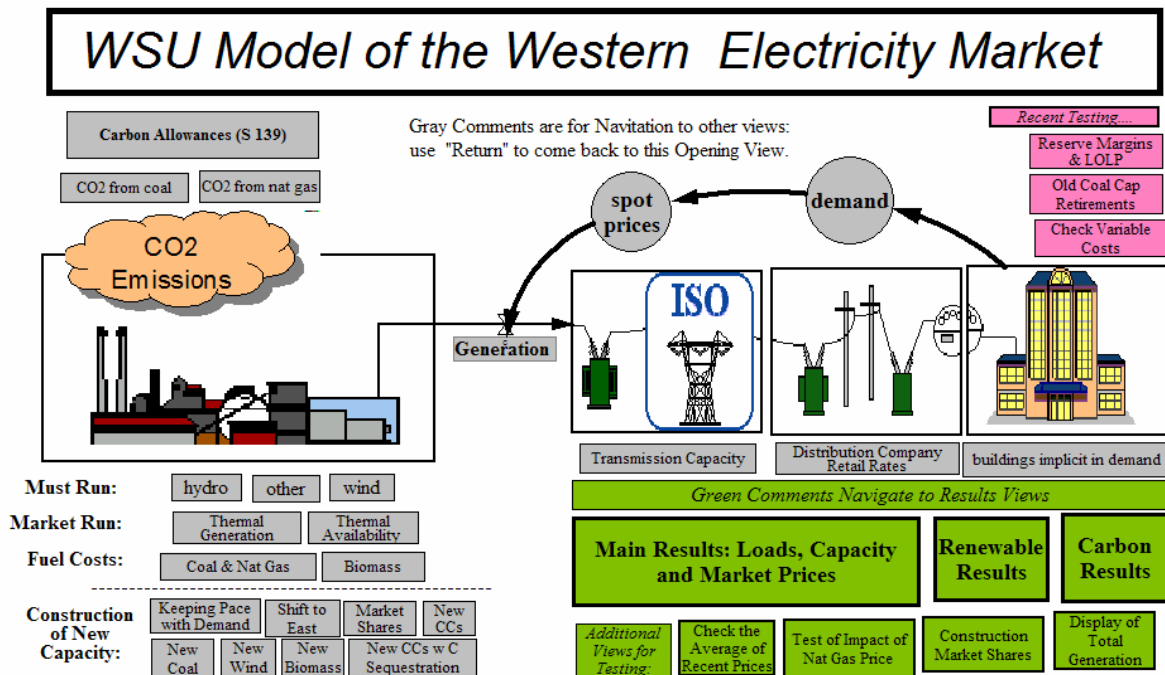 WSU Model of the Western Electricity Market
Carbon Allowances (S 139)
CO2 from coal
CO2 from nat gas
Gray Comments are for Navitation to other views:
use "Return" to come back to this Opening View.
Recent Testing....
Reserve Margins
& LOLP
Old Coal Cap
Retirements
Check Variable
Costs
CO2
Emissions
spot
prices
demand
Generation
ISO
Transmission Capacity
Distribution Company
Retail Rates
buildings implicit in demand
Must Run:
hydro
other
wind
Market Run:
Thermal
Generation
Thermal
Availability
Fuel Costs:
Coal & Nat Gas
Biomass
Construction
of New
Capacity:
Keeping Pace
with Demand
Shift to
East
Market
Shares
New
CCs
New
Coal
New
Wind
New
Biomass
New CCs w C
Sequestration
Green Comments Navigate to Results Views
Main Results: Loads, Capacity
and Market Prices
Renewable
Results
Carbon
Results
Additional
Views for
Testing:
Check the
Average of
Recent Prices
Test of Impact of
Nat Gas Price
Construction
Market Shares
Display of
Total
Generation